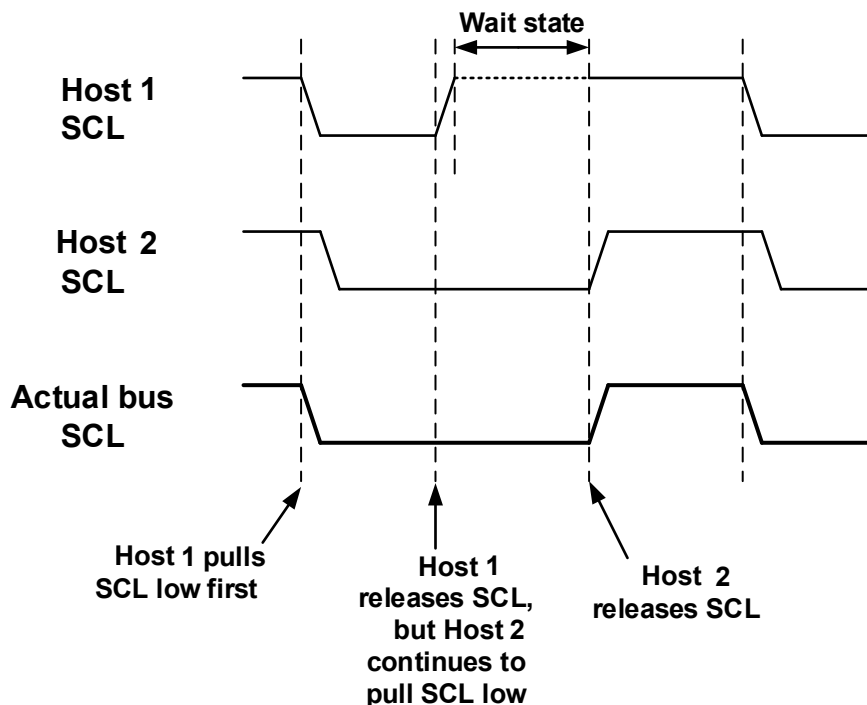 Wait state
Host 1
SCL
Host 2
SCL
Actual bus
SCL
Host 1 pulls
SCL low first
Host 1
releases SCL,
but Host 2
continues to
pull SCL low
Host 2
releases SCL